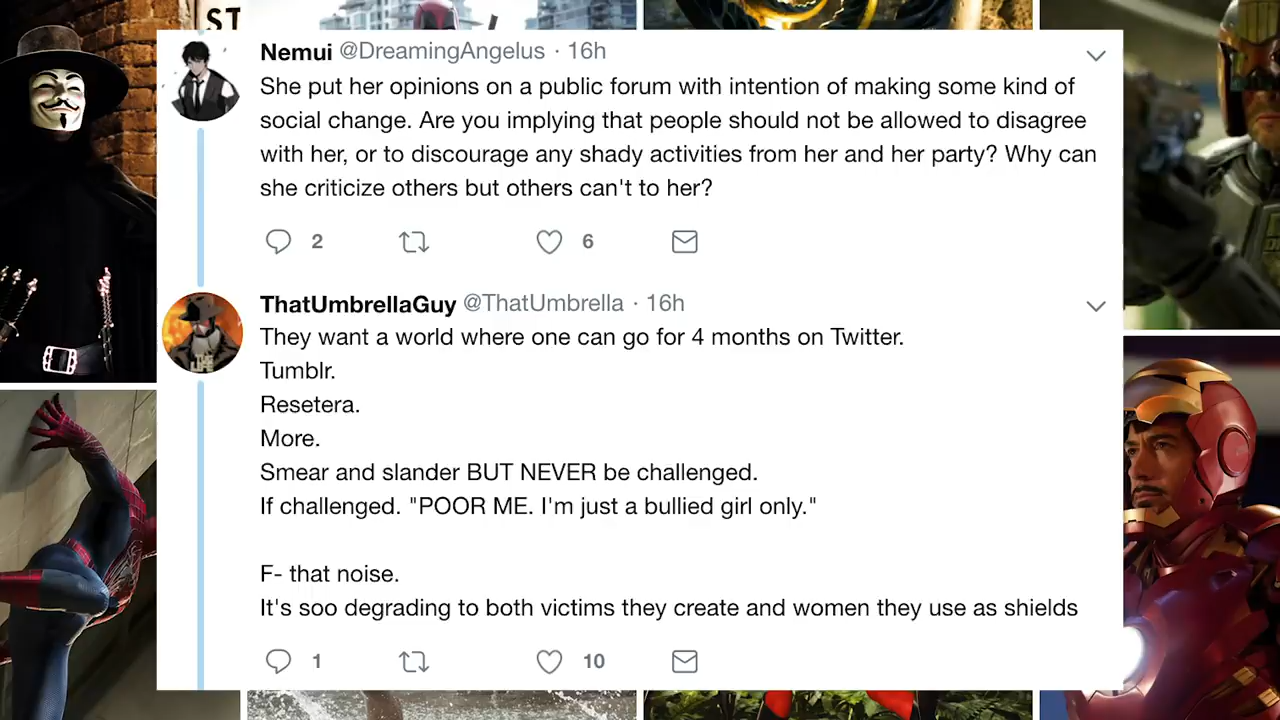 ST
Nemui @DreamingAngelus · 16h
She put her opinions on a public forum with intention of making some kind of
social change. Are you implying that people should not be allowed to disagree
with her, or to discourage any shady activities from her and her party? Why can
she criticize others but others can't to her?
2 6
ThatUmbrellaGuy @ThatUmbrella · 16h
They want a world where one can go for 4 months on Twitter.
Tumblr.
Resetera.
More.
Smear and slander BUT NEVER be challenged.
If challenged. "POOR ME. I'm just a bullied girl only."
F- that noise.
It's soo degrading to both victims they create and women they use as shields
1 10